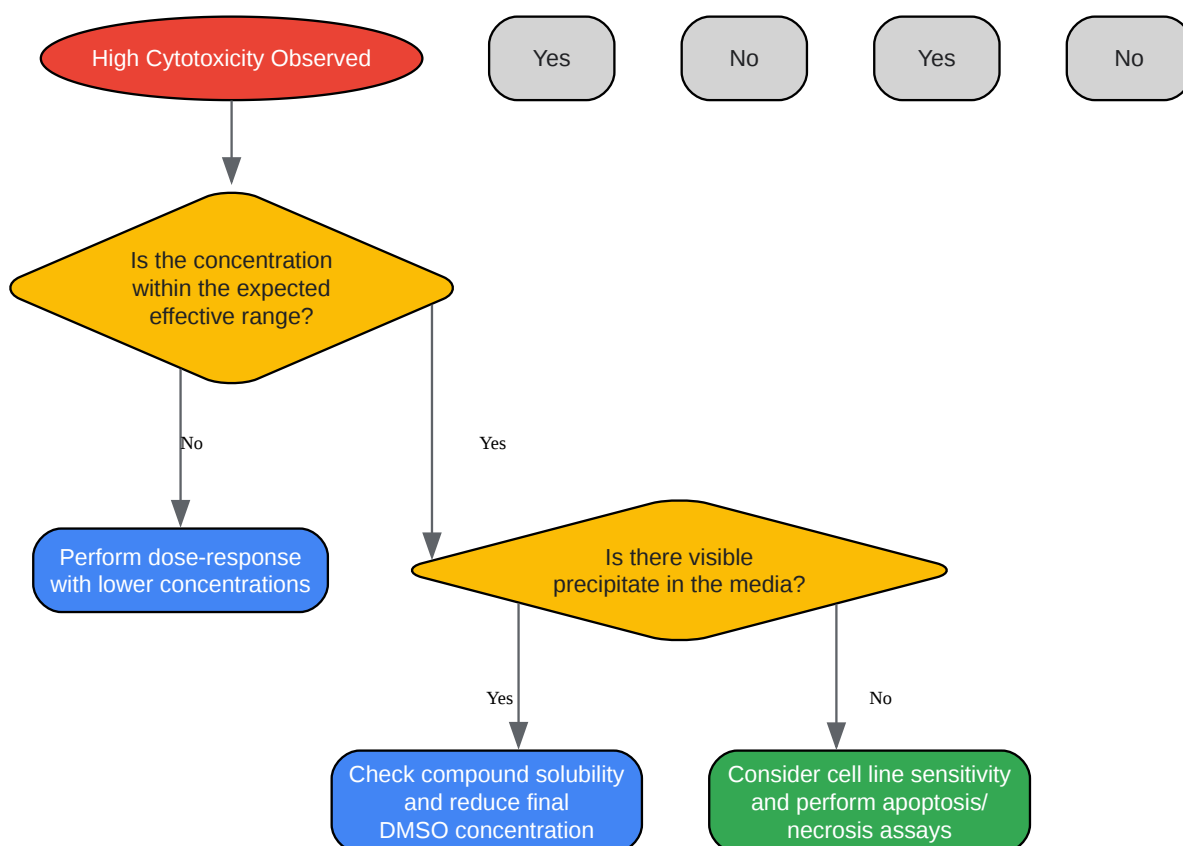 High Cytotoxicity Observed
Yes
No
Yes
No
Is the concentration
within the expected
effective range?
No
Yes
Perform dose-response
with lower concentrations
Is there visible
precipitate in the media?
Yes
No
Check compound solubility
and reduce final
DMSO concentration
Consider cell line sensitivity
and perform apoptosis/
necrosis assays